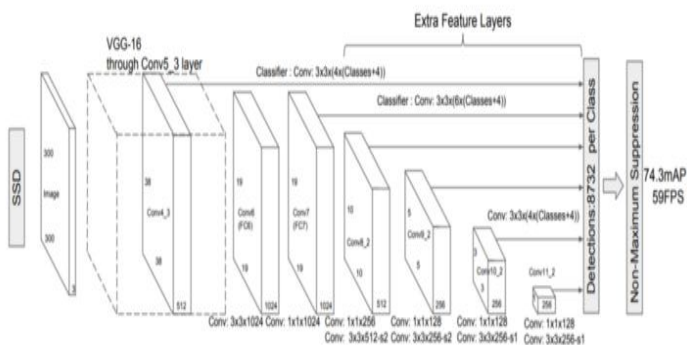 Extra Feature Layers
VGG-16
through Conv5_3 layer
Classifier : Conv: 3x3x(4x(Classes+4))
Classifier : Conv: 3x3x(6x(Classes+4))
SSD
300
Image
300
3
38
Conv4_3
38
512
19
Conv6
(FC6)
19
1024
19
Conv7
(FC7)
19
1024
10
Conv8_2
10
512
5
Conv9_2
5
256
Conv: 3x3x(4x(Classes+4))
3
Conv10_2
3
256
Conv11_2
256
Detections:8732 per Class
Non-Maximum Suppression
74.3mAP
59FPS
Conv: 3x3x1024
Conv: 1x1x1024
Conv: 1x1x256
Conv: 3x3x512-s2
Conv: 1x1x128
Conv: 3x3x256-s2
Conv: 1x1x128
Conv: 3x3x256-s1
Conv: 1x1x128
Conv: 3x3x256-s1